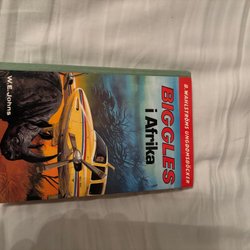 B. WAHLSTRÖMS UNGDOMSBÖCKER
BIGGLES
i Afrika
W.E. Johns